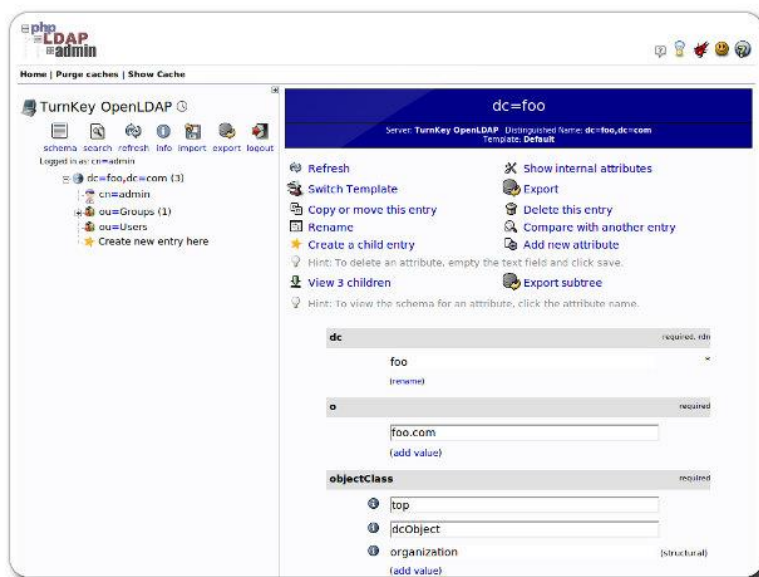 php
LDAP
admin
Home | Purge caches | Show Cache
TurnKey OpenLDAP
schema search refresh info import export logout
Logged in as: cn=admin
dc=foo,dc=com (3)
cn=admin
ou=Groups (1)
ou=Users
Create new entry here
dc=foo
Server: TurnKey OpenLDAP Distinguished Name: dc=foo,dc=com
Template: Default
Refresh Show internal attributes
Switch Template Export
Copy or move this entry Delete this entry
Rename Compare with another entry
Create a child entry Add new attribute
Hint: To delete an attribute, empty the text field and click save.
View 3 children Export subtree
Hint: To view the schema for an attribute, click the attribute name.
dc required, rdn
foo *
(rename)
o required
foo.com
(add value)
objectClass required
top
dcObject
organization (structural)
(add value)